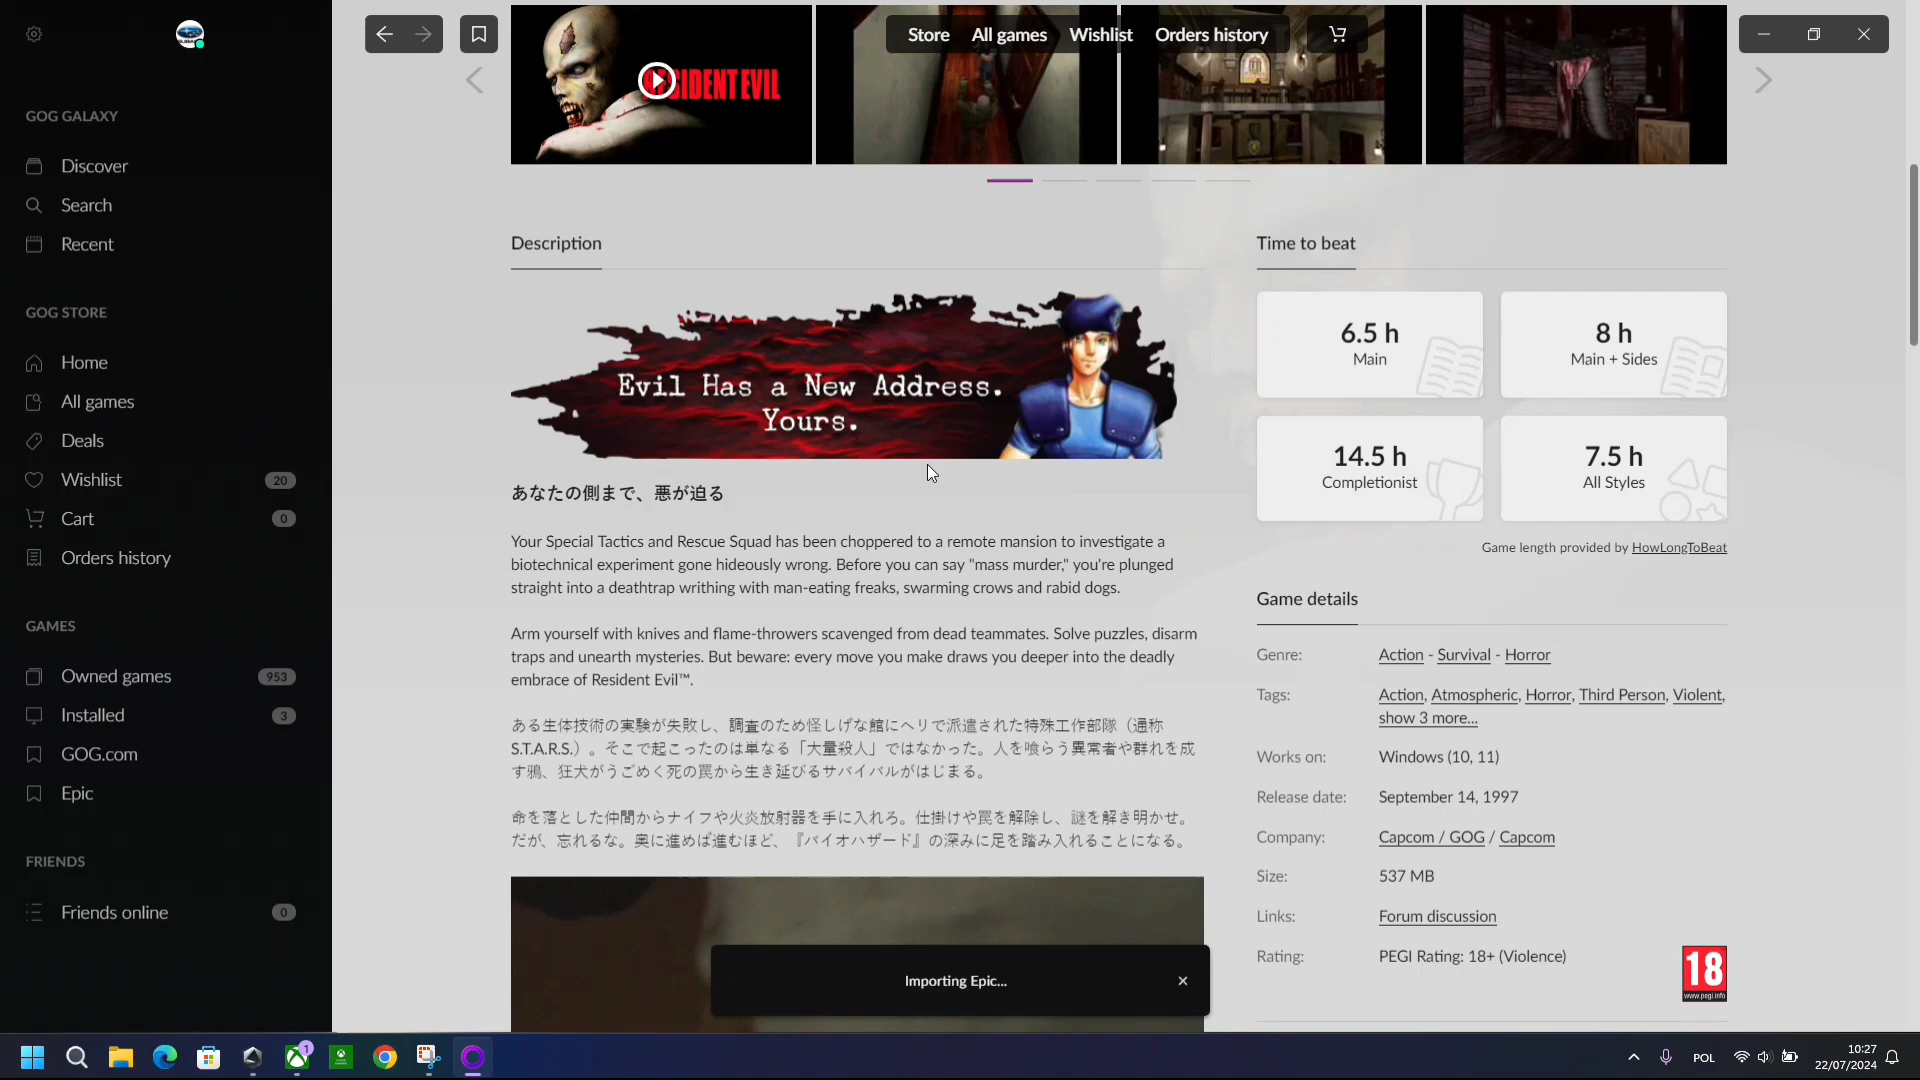 Store All games Wishlist Orders history
RESIDENT EVIL
GOG GALAXY
Discover
Search
Recent
GOG STORE
Home
All games
Deals
Wishlist 20
Cart 0
Orders history
GAMES
Owned games 953
Installed 3
GOG.com
Epic
FRIENDS
Friends online 0
Description
Evil Has a New Address.
Yours.
あなたの側まで、悪が迫る
Your Special Tactics and Rescue Squad has been choppered to a remote mansion to investigate a
biotechnical experiment gone hideously wrong. Before you can say "mass murder," you're plunged
straight into a deathtrap writhing with man-eating freaks, swarming crows and rabid dogs.
Arm yourself with knives and flame-throwers scavenged from dead teammates. Solve puzzles, disarm
traps and unearth mysteries. But beware: every move you make draws you deeper into the deadly
embrace of Resident Evil™.
ある生体技術の実験が失敗し、調査のため怪しげな館にヘリで派遣された特殊工作部隊（通称
S.T.A.R.S.）。そこで起こったのは単なる「大量殺人」ではなかった。人を喰らう異常者や群れを成
す鴉、狂犬がうごめく死の罠から生き延びるサバイバルがはじまる。
命を落とした仲間からナイフや火炎放射器を手に入れろ。仕掛けや罠を解除し、謎を解き明かせ。
だが、忘れるな。奥に進めば進むほど、『バイオハザード』の深みに足を踏み入れることになる。
Time to beat
6.5 h
Main
8 h
Main + Sides
14.5 h
Completionist
7.5 h
All Styles
Game length provided by HowLongToBeat
Game details
Genre: Action - Survival - Horror
Tags: Action, Atmospheric, Horror, Third Person, Violent,
show 3 more...
Works on: Windows (10, 11)
Release date: September 14, 1997
Company: Capcom / GOG / Capcom
Size: 537 MB
Links: Forum discussion
Rating: PEGI Rating: 18+ (Violence)
18
www.pegi.info
Importing Epic...
1
POL
10:27
22/07/2024